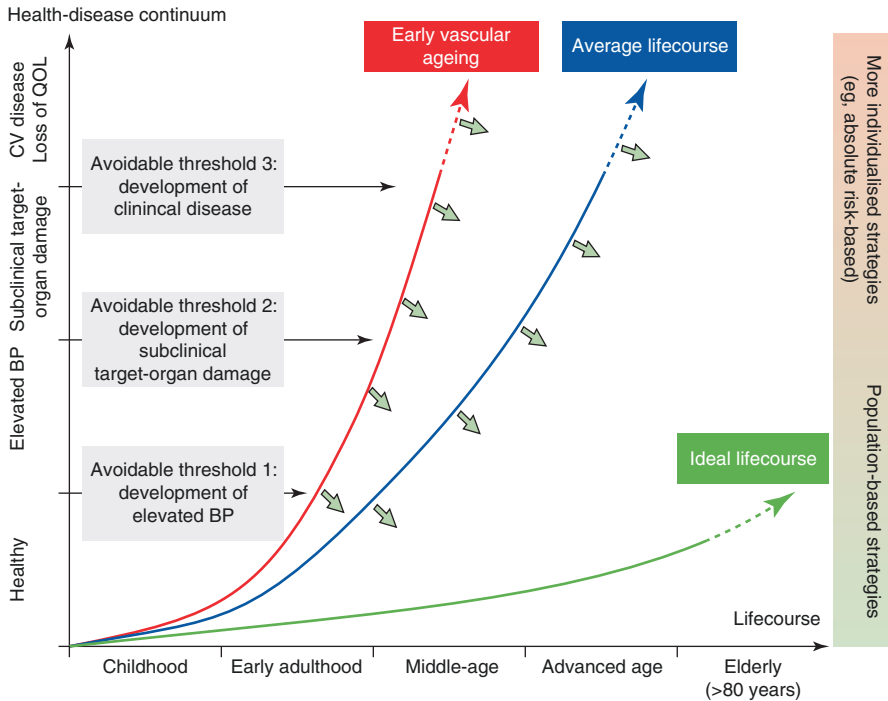 Health-disease continuum
Early vascular
ageing
Average lifecourse
CV disease
Loss of QOL
Subclinical target-
organ damage
Elevated BP
Healthy
Avoidable threshold 3:
development of
clinincal disease
Avoidable threshold 2:
development of
subclinical
target-organ damage
Avoidable threshold 1:
development of
elevated BP
Ideal lifecourse
More individualised strategies
(eg, absolute risk-based)
Population-based strategies
Lifecourse
Childhood
Early adulthood
Middle-age
Advanced age
Elderly
(>80 years)